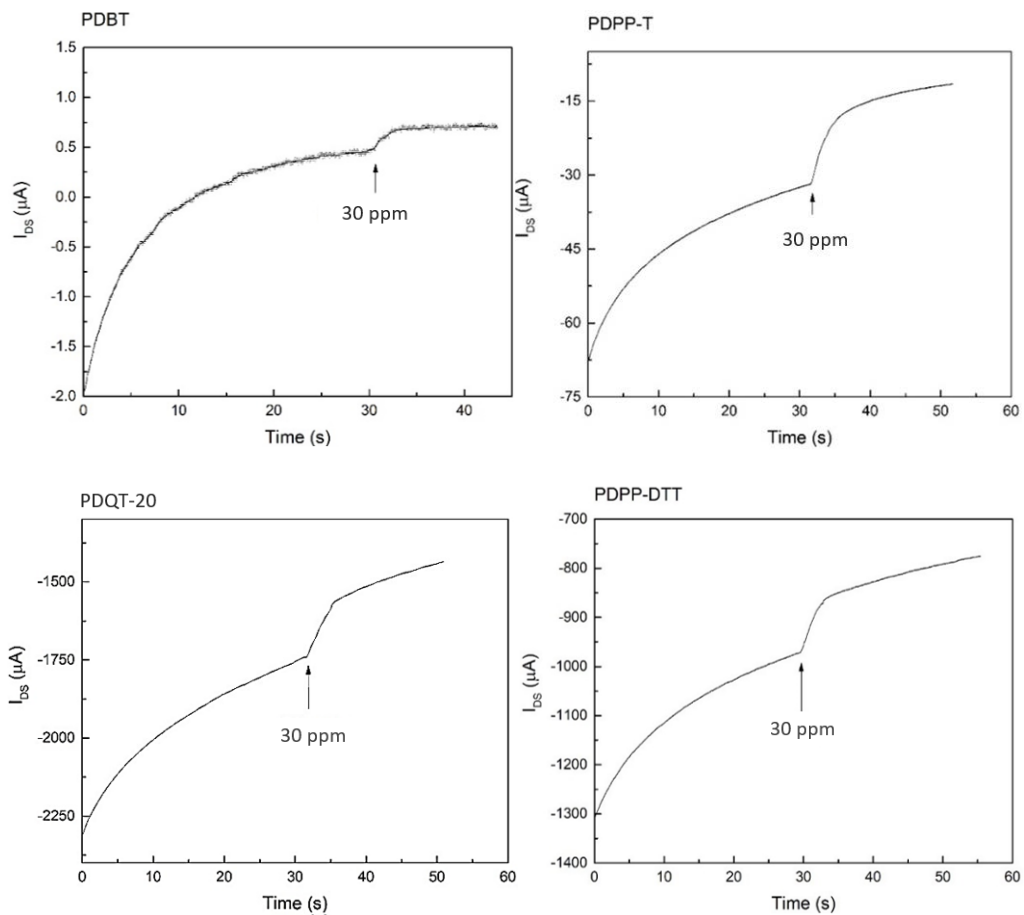 PDBT
1.5
1.0
0.5
0.0
-0.5
-1.0
-1.5
-2.0
I_DS (μA)
30 ppm
0 10 20 30 40
Time (s)
PDPP-T
-15
-30
-45
-60
-75
I_DS (μA)
30 ppm
0 10 20 30 40 50 60
Time (s)
PDQT-20
-1500
-1750
-2000
-2250
I_DS (μA)
30 ppm
0 10 20 30 40 50 60
Time (s)
PDPP-DTT
-700
-800
-900
-1000
-1100
-1200
-1300
-1400
I_DS (μA)
30 ppm
0 10 20 30 40 50 60
Time (s)